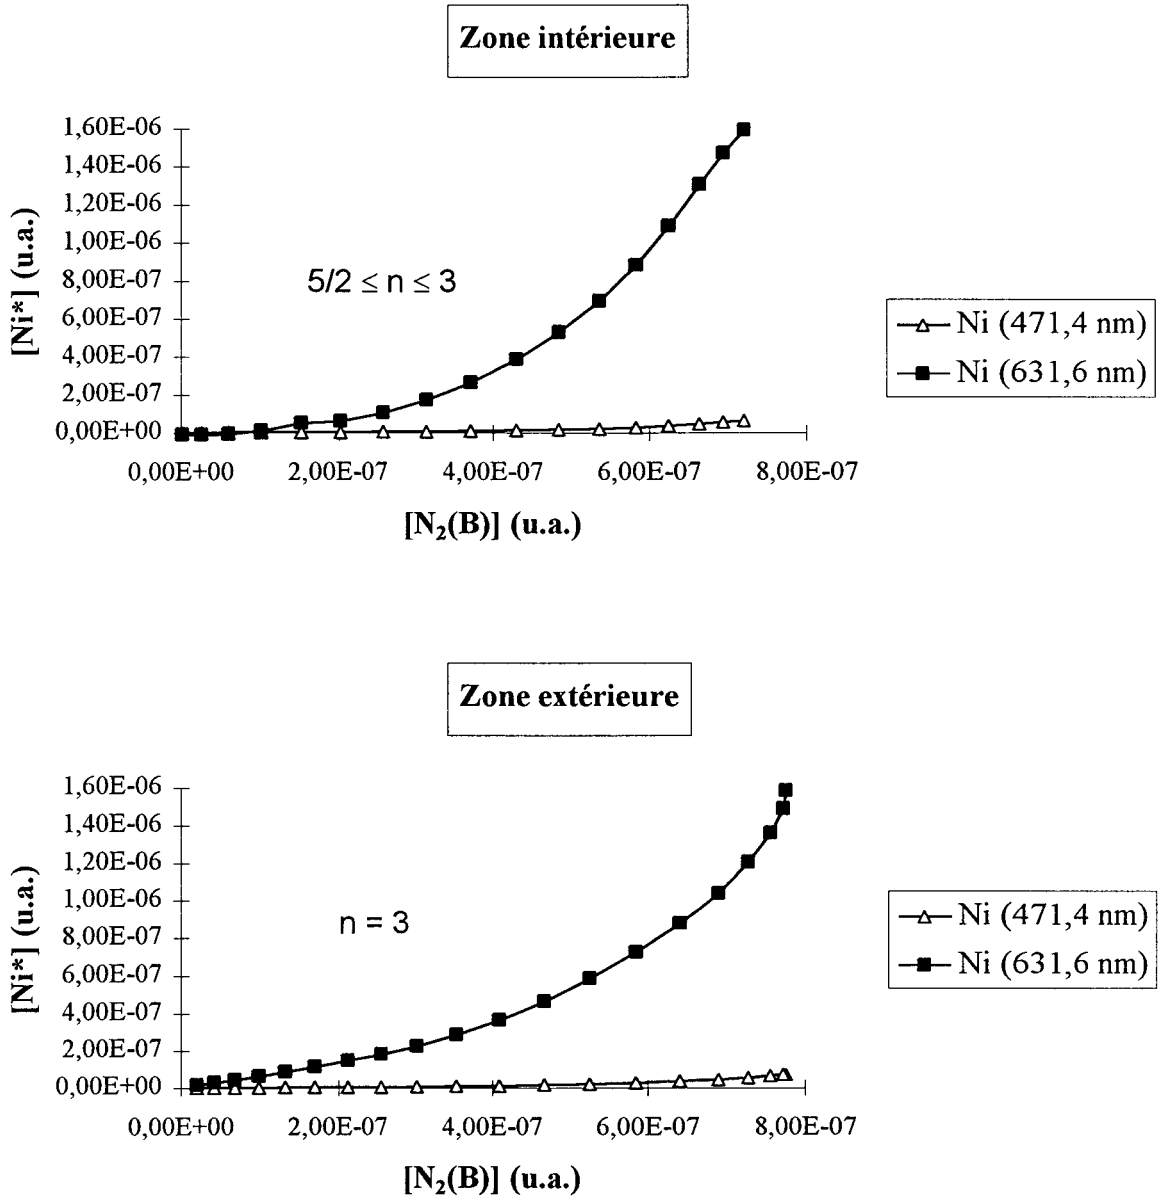 Zone intérieure
1,60E-06
1,40E-06
1,20E-06
1,00E-06
8,00E-07
6,00E-07
4,00E-07
2,00E-07
0,00E+00
[Ni*] (u.a.)
5/2 ≤ n ≤ 3
Ni (471,4 nm)
Ni (631,6 nm)
0,00E+00 2,00E-07 4,00E-07 6,00E-07 8,00E-07
[N₂(B)] (u.a.)
Zone extérieure
1,60E-06
1,40E-06
1,20E-06
1,00E-06
8,00E-07
6,00E-07
4,00E-07
2,00E-07
0,00E+00
[Ni*] (u.a.)
n = 3
Ni (471,4 nm)
Ni (631,6 nm)
0,00E+00 2,00E-07 4,00E-07 6,00E-07 8,00E-07
[N₂(B)] (u.a.)